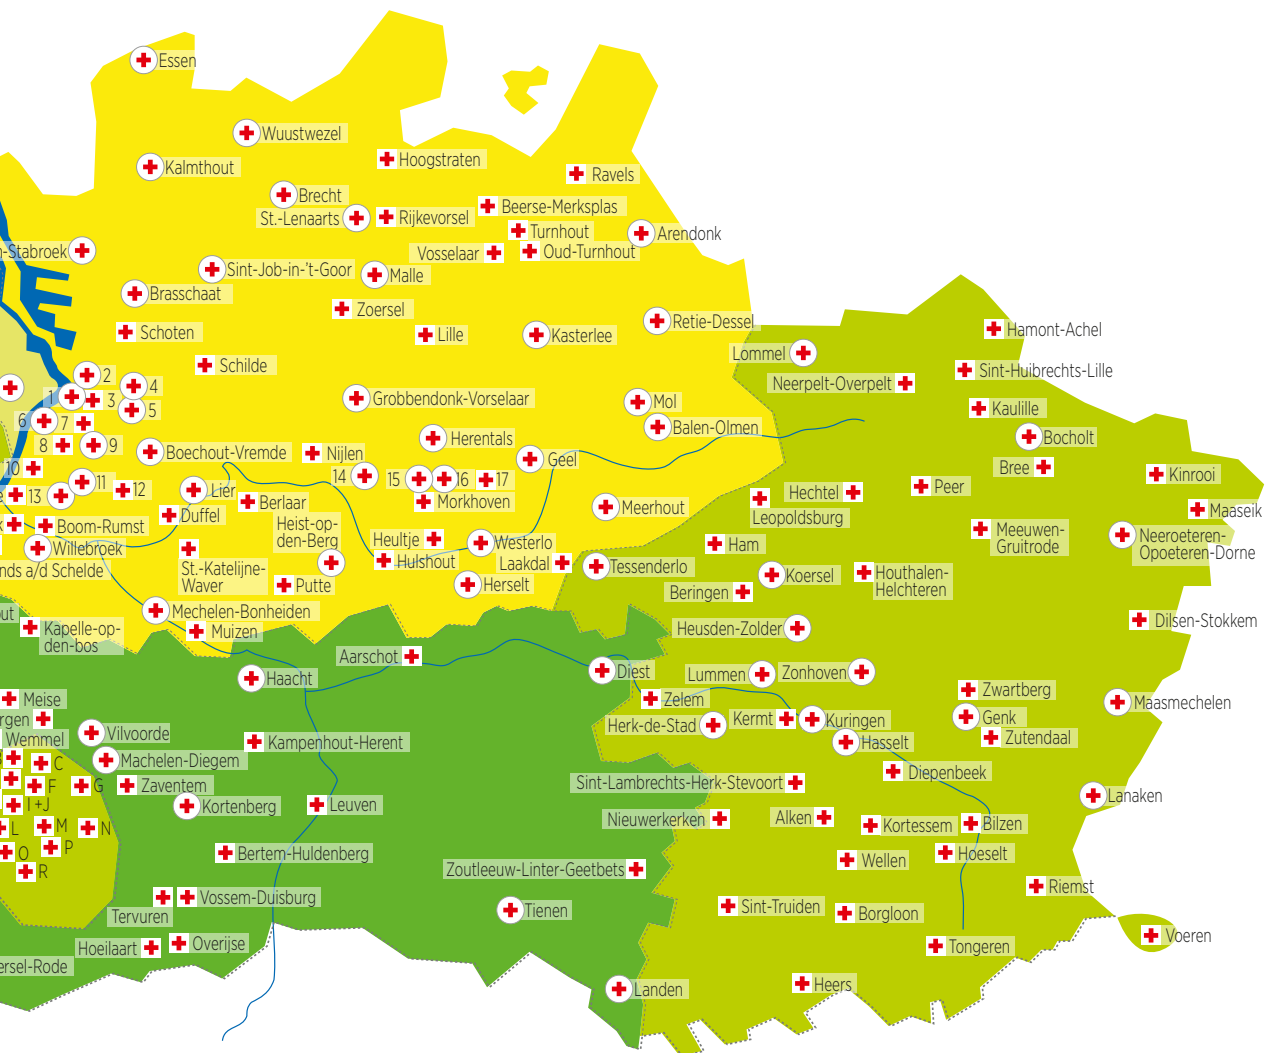 Essen
Wuustwezel
Hoogstraten
Kalmthout
Ravels
Brecht
Beerse-Merksplas
St.-Lenaarts
Rijkevorsel
Turnhout
Arendonk
-Stabroek
Vosselaar
Oud-Turnhout
Sint-Job-in-'t-Goor
Malle
Brasschaat
Zoersel
Retie-Dessel
Schoten
Lille
Kasterlee
Hamont-Achel
Lommel
Schilde
Sint-Huibrechts-Lille
2
4
Neerpelt-Overpelt
1
3
Grobbendonk-Vorselaar
Mol
5
Kaulille
6
7
Balen-Olmen
8
9
Herentals
Bocholt
Boechout-Vremde
Nijlen
Geel
10
Bree
14
15
16
17
Kinrooi
11
12
Peer
13
Lier
Hechtel
Berlaar
Morkhoven
Meerhout
Maaseik
Duffel
Leopoldsburg
Boom-Rumst
Heist-op-
den-Berg
Meeuwen-
Gruitrode
Neeroeteren-
Opoeteren-Dorne
Heultje
Westerlo
Ham
Willebroek
Hulshout
Laakdal
Tessenderlo
St.-Katelijne-
Waver
nds a/d Schelde
Koersel
Houthalen-
Helchteren
Putte
Herselt
Beringen
Mechelen-Bonheiden
out
Dilsen-Stokkem
Kapelle-op-
den-bos
Muizen
Heusden-Zolder
Aarschot
Haacht
Diest
Lummen
Zonhoven
Meise
Zelem
Zwartberg
Maasmechelen
rgen
Kermt
Kuringen
Genk
Vilvoorde
Herk-de-Stad
Wemmel
Kampenhout-Herent
Hasselt
Zutendaal
C
Machelen-Diegem
Diepenbeek
F
G
Zaventem
Sint-Lambrechts-Herk-Stevoort
Lanaken
I+J
Kortenberg
Leuven
Nieuwerkerken
Alken
Kortessem
Bilzen
L
M
N
O
P
Bertem-Huldenberg
Wellen
Hoeselt
R
Zoutleeuw-Linter-Geetbets
Riemst
Vossem-Duisburg
Tervuren
Tienen
Sint-Truiden
Borgloon
Voeren
Hoeilaart
Overijse
Tongeren
ersel-Rode
Landen
Heers